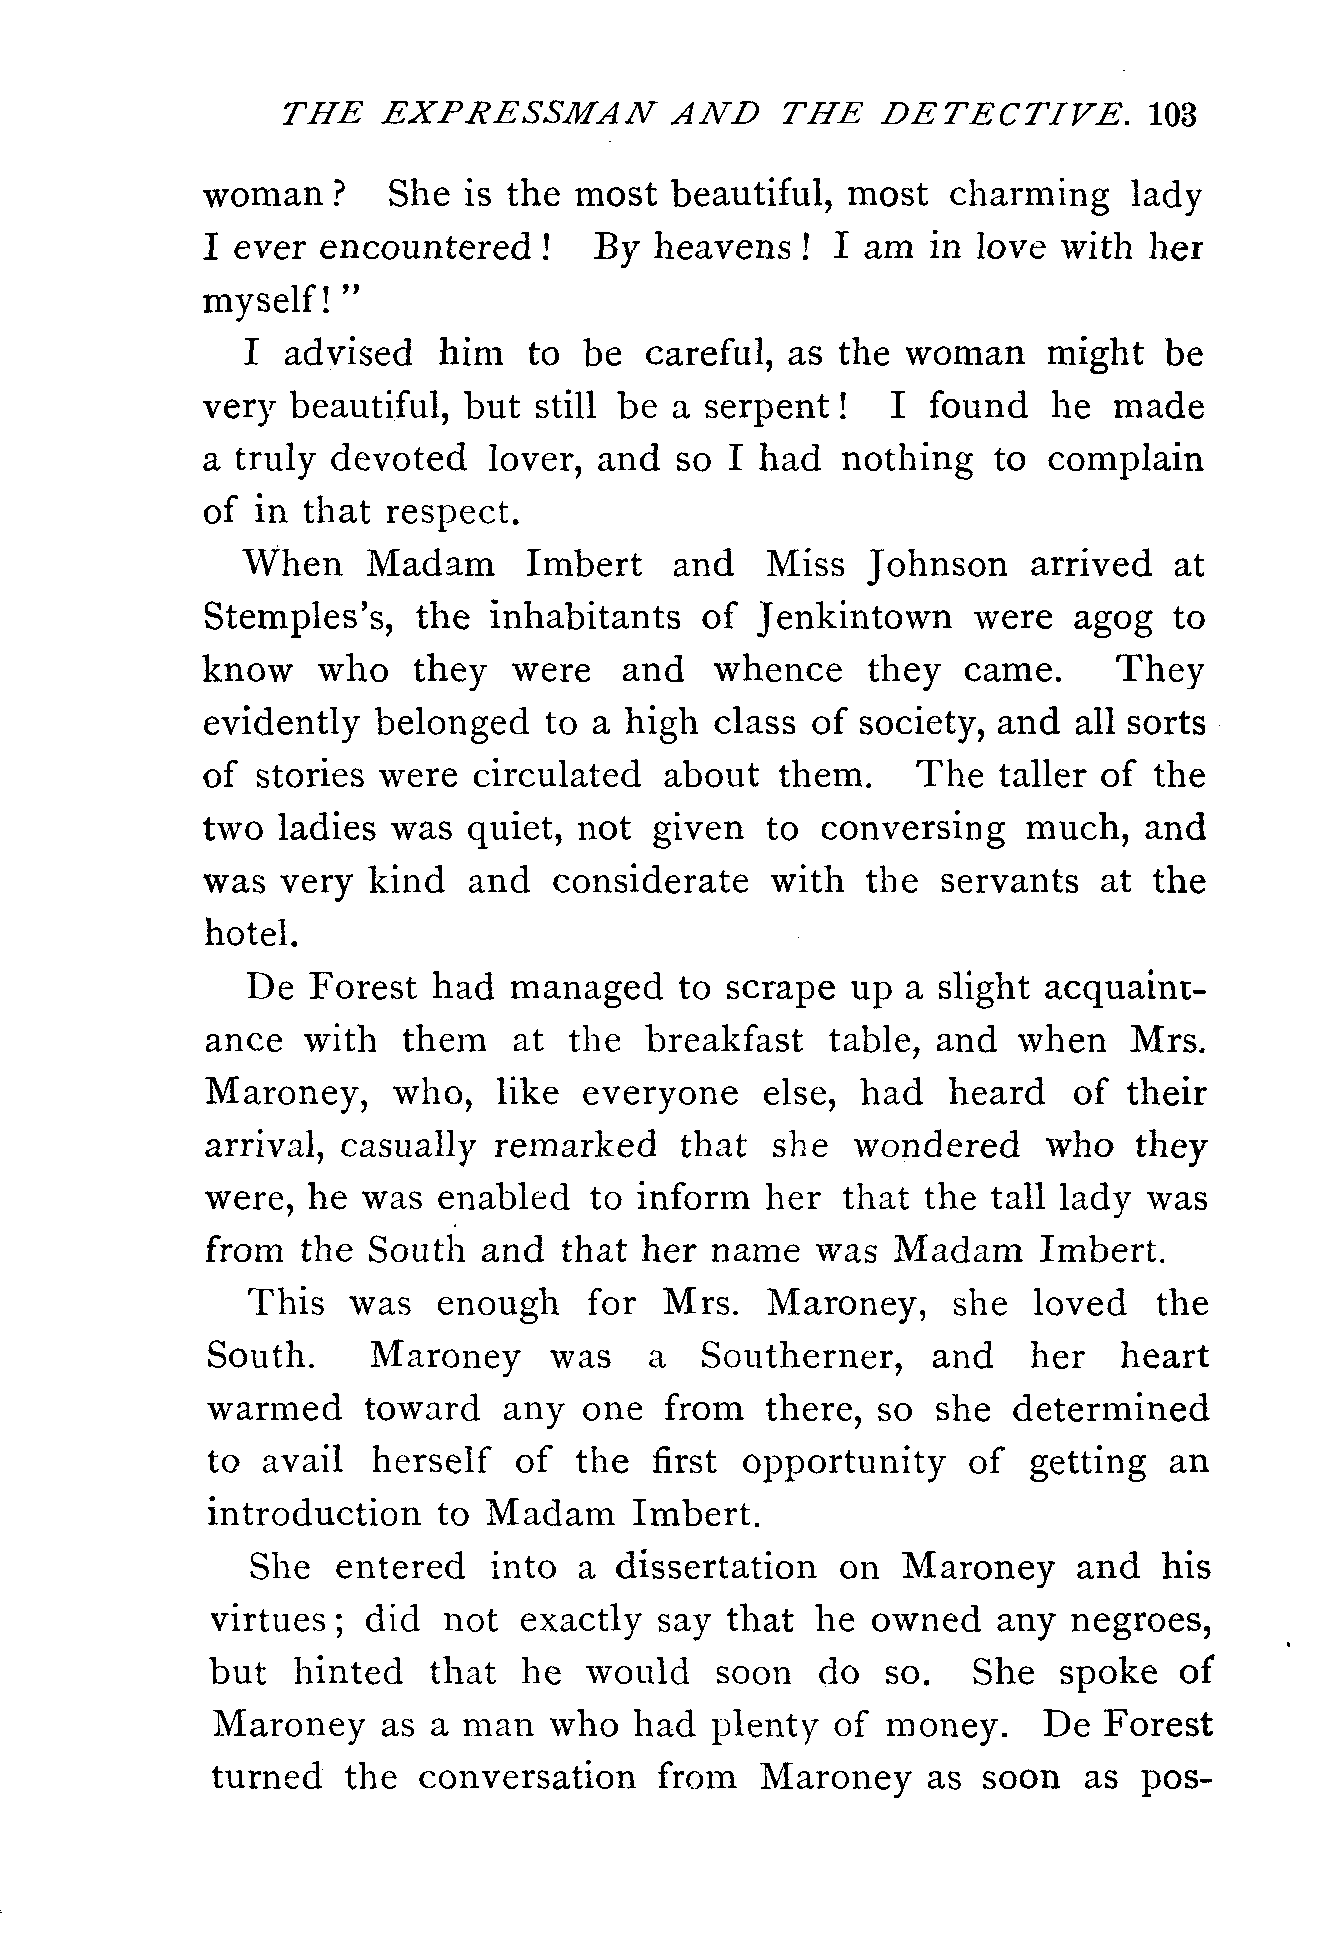 THE EXPRESSMAN AND THE DETECTIVE. 103
woman? She is the most beautiful, most charming lady
I ever encountered! By heavens! I am in love with her
myself!"
I advised him to be careful, as the woman might be
very beautiful, but still be a serpent! I found he made
a truly devoted lover, and so I had nothing to complain
of in that respect.
When Madam Imbert and Miss Johnson arrived at
Stemples's, the inhabitants of Jenkintown were agog to
know who they were and whence they came. They
evidently belonged to a high class of society, and all sorts
of stories were circulated about them. The taller of the
two ladies was quiet, not given to conversing much, and
was very kind and considerate with the servants at the
hotel.
De Forest had managed to scrape up a slight acquaint-
ance with them at the breakfast table, and when Mrs.
Maroney, who, like everyone else, had heard of their
arrival, casually remarked that she wondered who they
were, he was enabled to inform her that the tall lady was
from the South and that her name was Madam Imbert.
This was enough for Mrs. Maroney, she loved the
South. Maroney was a Southerner, and her heart
warmed toward any one from there, so she determined
to avail herself of the first opportunity of getting an
introduction to Madam Imbert.
She entered into a dissertation on Maroney and his
virtues; did not exactly say that he owned any negroes,
but hinted that he would soon do so. She spoke of
Maroney as a man who had plenty of money. De Forest
turned the conversation from Maroney as soon as pos-